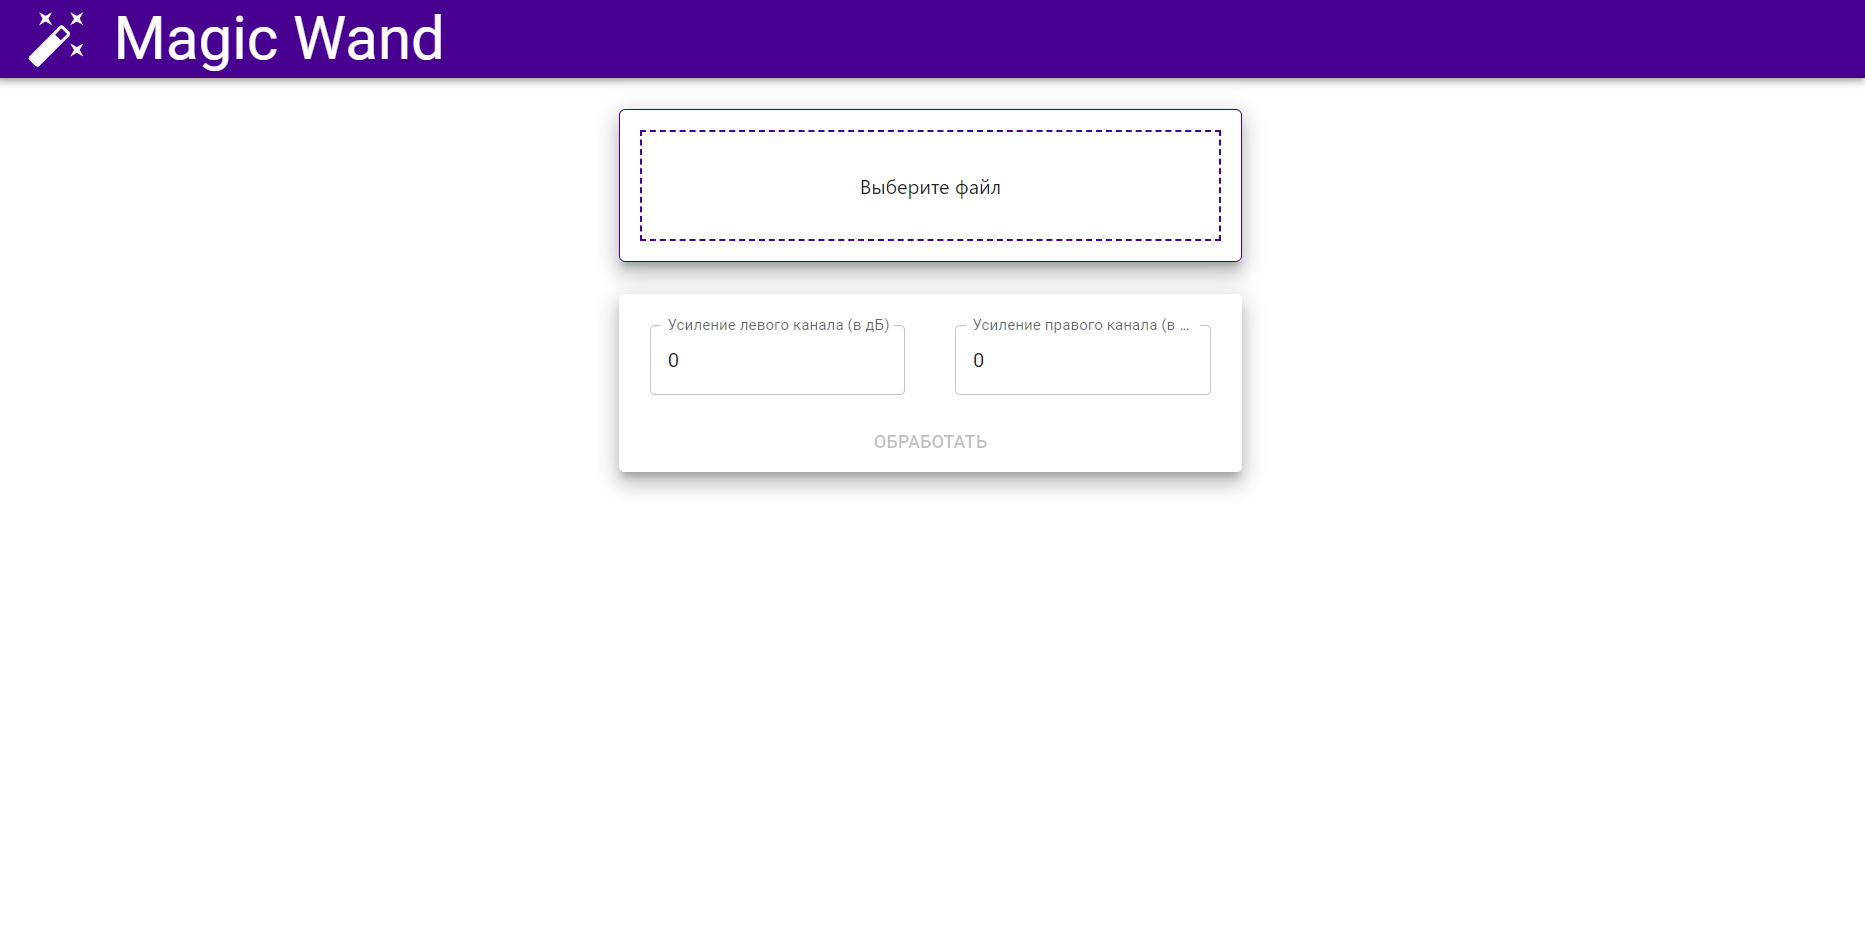 Magic Wand
Выберите файл
Усиление левого канала (в дБ)
Усиление правого канала (в ...
0
0
ОБРАБОТАТЬ